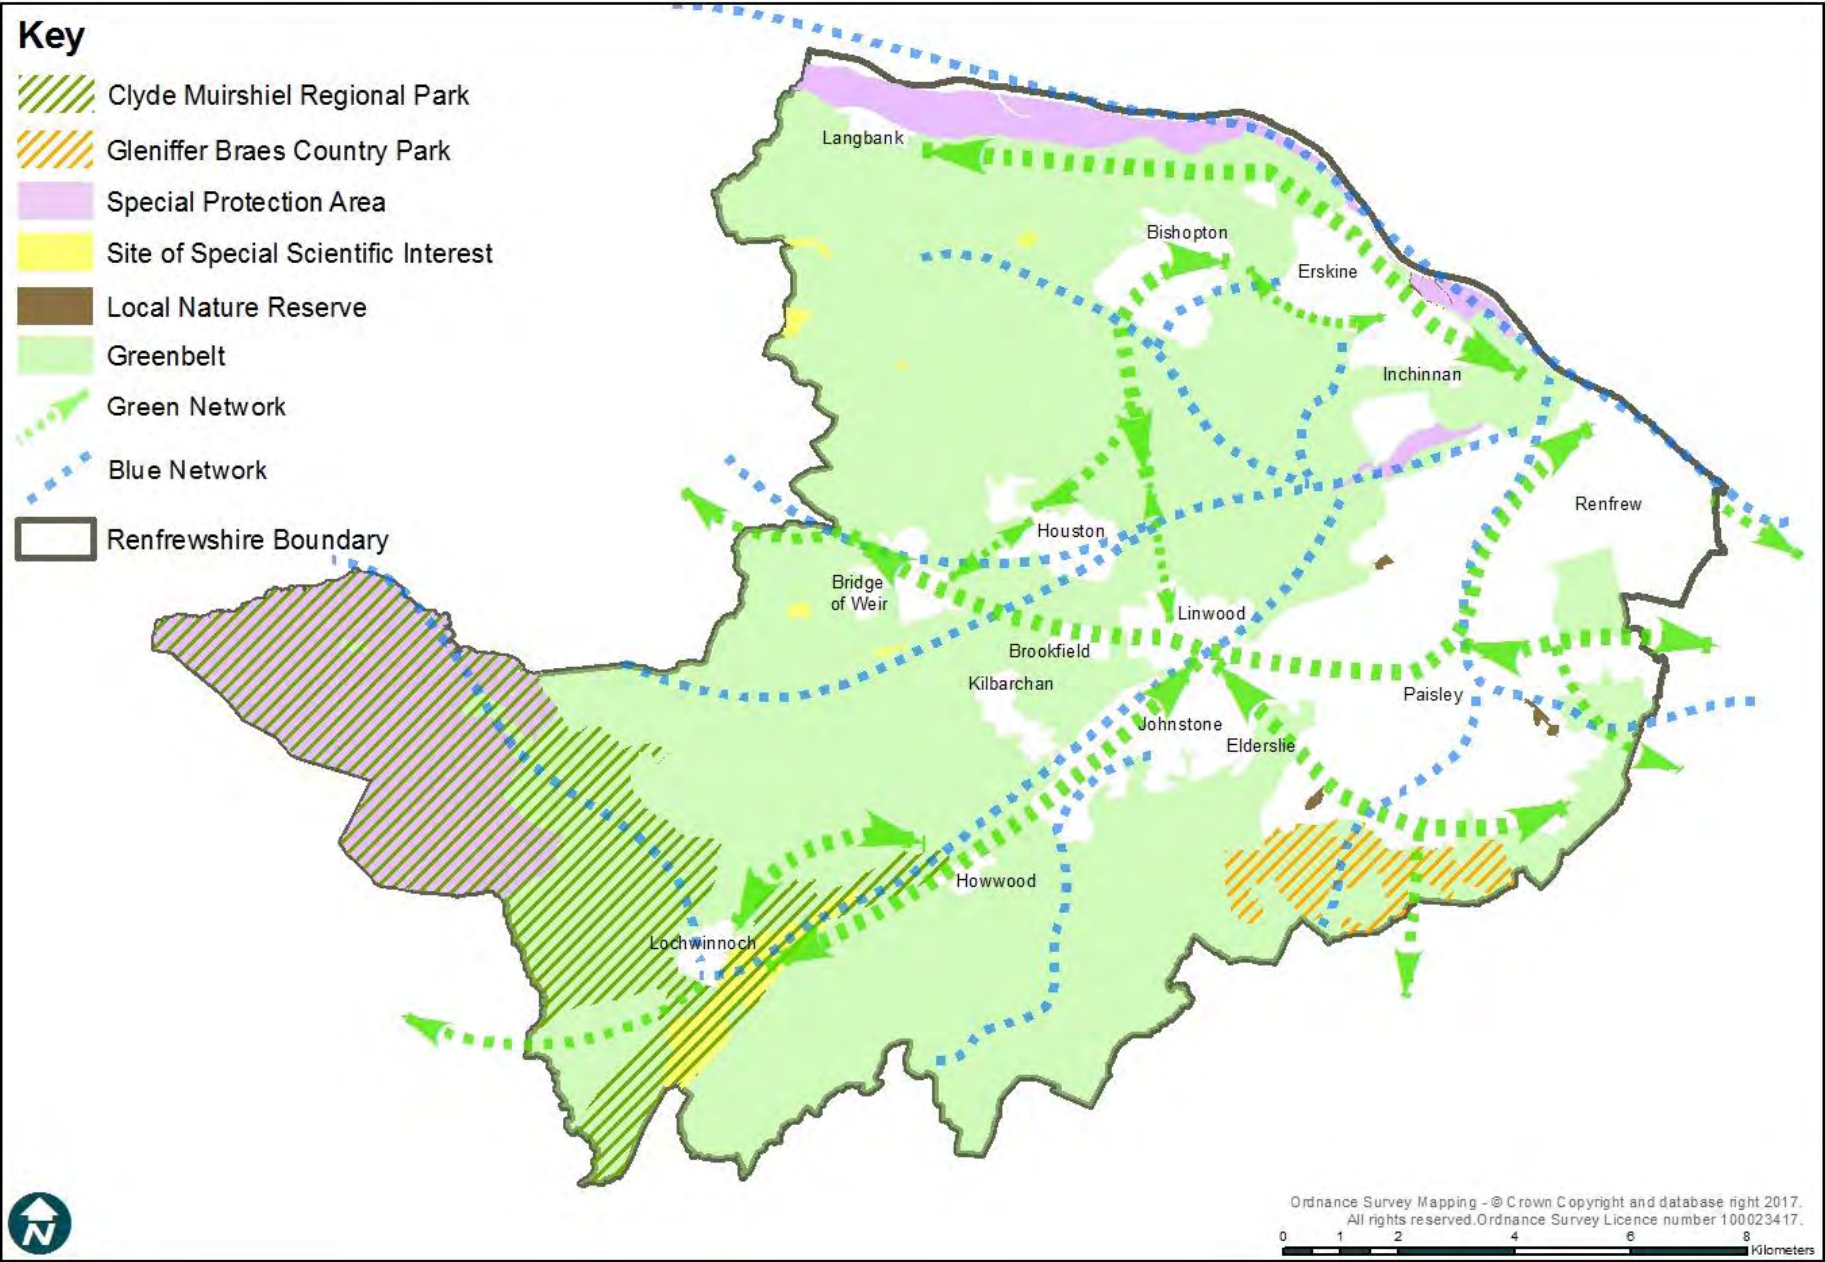 Key
Clyde Muirshiel Regional Park
Gleniffer Braes Country Park
Special Protection Area
Site of Special Scientific Interest
Local Nature Reserve
Greenbelt
Green Network
Blue Network
Renfrewshire Boundary
Langbank
Bishopton
Erskine
Inchinnan
Renfrew
Houston
Bridge
of Weir
Linwood
Brookfield
Kilbarchan
Paisley
Johnstone
Elderslie
Howwood
Lochwinnoch
N
Ordnance Survey Mapping - © Crown Copyright and database right 2017.
All rights reserved.Ordnance Survey Licence number 100023417.
0 1 2 4 6 8
Kilometers